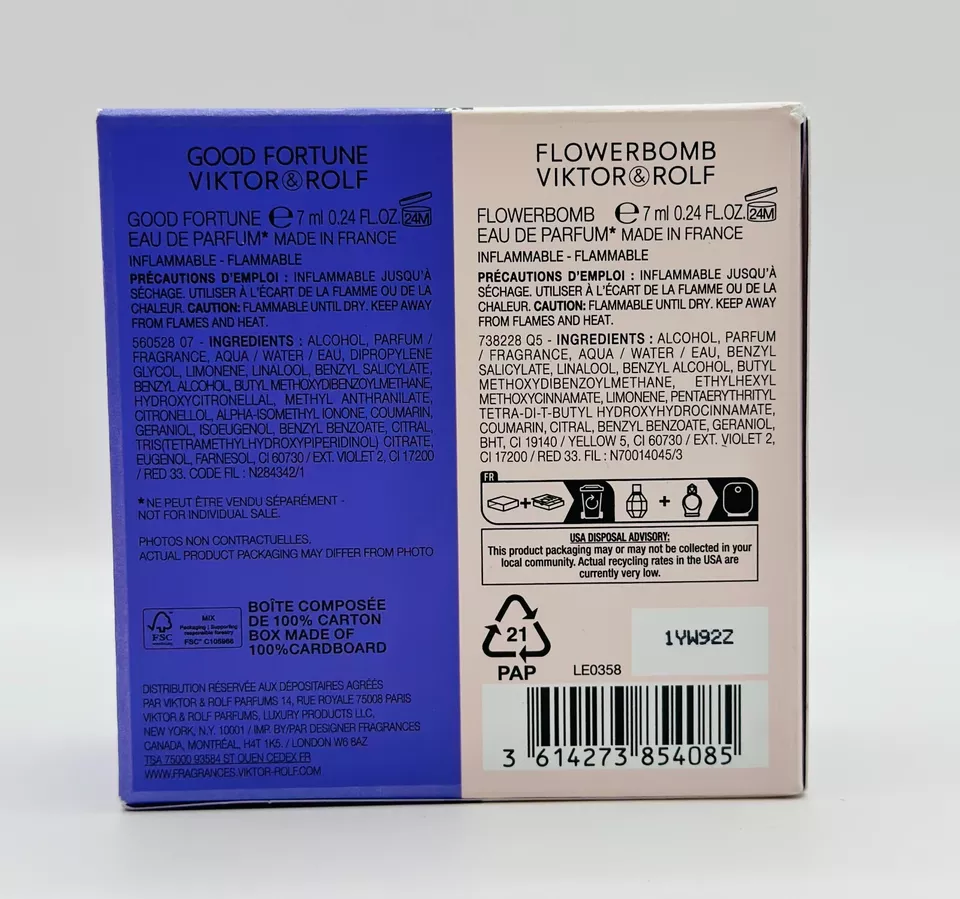 GOOD FORTUNE
VIKTOR&ROLF
GOOD FORTUNE ℮ 7 ml 0.24 FL.OZ. 24M
EAU DE PARFUM* MADE IN FRANCE
INFLAMMABLE - FLAMMABLE
PRÉCAUTIONS D'EMPLOI : INFLAMMABLE JUSQU'À
SÉCHAGE. UTILISER À L'ÉCART DE LA FLAMME OU DE LA
CHALEUR. CAUTION: FLAMMABLE UNTIL DRY. KEEP AWAY
FROM FLAMES AND HEAT.
560528 07 - INGREDIENTS : ALCOHOL, PARFUM /
FRAGRANCE, AQUA / WATER / EAU, DIPROPYLENE
GLYCOL, LIMONENE, LINALOOL, BENZYL SALICYLATE,
BENZYL ALCOHOL, BUTYL METHOXYDIBENZOYLMETHANE,
HYDROXYCITRONELLAL, METHYL ANTHRANILATE,
CITRONELLOL, ALPHA-ISOMETHYL IONONE, COUMARIN,
GERANIOL, ISOEUGENOL, BENZYL BENZOATE, CITRAL,
TRIS(TETRAMETHYLHYDROXYPIPERIDINOL) CITRATE,
EUGENOL, FARNESOL, CI 60730 / EXT. VIOLET 2, CI 17200
/ RED 33. CODE FIL : N284342/1
*NE PEUT ÊTRE VENDU SÉPARÉMENT -
NOT FOR INDIVIDUAL SALE.
PHOTOS NON CONTRACTUELLES.
ACTUAL PRODUCT PACKAGING MAY DIFFER FROM PHOTO
FSC
MIX
Packaging | Supporting
responsible forestry
FSC® C105966
BOÎTE COMPOSÉE
DE 100% CARTON
BOX MADE OF
100%CARDBOARD
DISTRIBUTION RÉSERVÉE AUX DÉPOSITAIRES AGRÉÉS
PAR VIKTOR & ROLF PARFUMS 14, RUE ROYALE 75008 PARIS
VIKTOR & ROLF PARFUMS, LUXURY PRODUCTS LLC,
NEW YORK, N.Y. 10001 / IMP. BY/PAR DESIGNER FRAGRANCES
CANADA, MONTRÉAL, H4T 1K5. / LONDON W6 8AZ
TSA 75000 93584 ST OUEN CEDEX FR
WWW.FRAGRANCES.VIKTOR-ROLF.COM
FLOWERBOMB
VIKTOR&ROLF
FLOWERBOMB ℮ 7 ml 0.24 FL.OZ. 24M
EAU DE PARFUM* MADE IN FRANCE
INFLAMMABLE - FLAMMABLE
PRÉCAUTIONS D'EMPLOI : INFLAMMABLE JUSQU'À
SÉCHAGE. UTILISER À L'ÉCART DE LA FLAMME OU DE LA
CHALEUR. CAUTION: FLAMMABLE UNTIL DRY. KEEP AWAY
FROM FLAMES AND HEAT.
738228 Q5 - INGREDIENTS : ALCOHOL, PARFUM
/ FRAGRANCE, AQUA / WATER / EAU, BENZYL
SALICYLATE, LINALOOL, BENZYL ALCOHOL, BUTYL
METHOXYDIBENZOYLMETHANE, ETHYLHEXYL
METHOXYCINNAMATE, LIMONENE, PENTAERYTHRITYL
TETRA-DI-T-BUTYL HYDROXYHYDROCINNAMATE,
COUMARIN, CITRAL, BENZYL BENZOATE, GERANIOL,
BHT, CI 19140 / YELLOW 5, CI 60730 / EXT. VIOLET 2,
CI 17200 / RED 33. FIL : N70014045/3
FR
USA DISPOSAL ADVISORY:
This product packaging may or may not be collected in your
local community. Actual recycling rates in the USA are
currently very low.
21
PAP
LE0358
1YW92Z
3 614273 854085